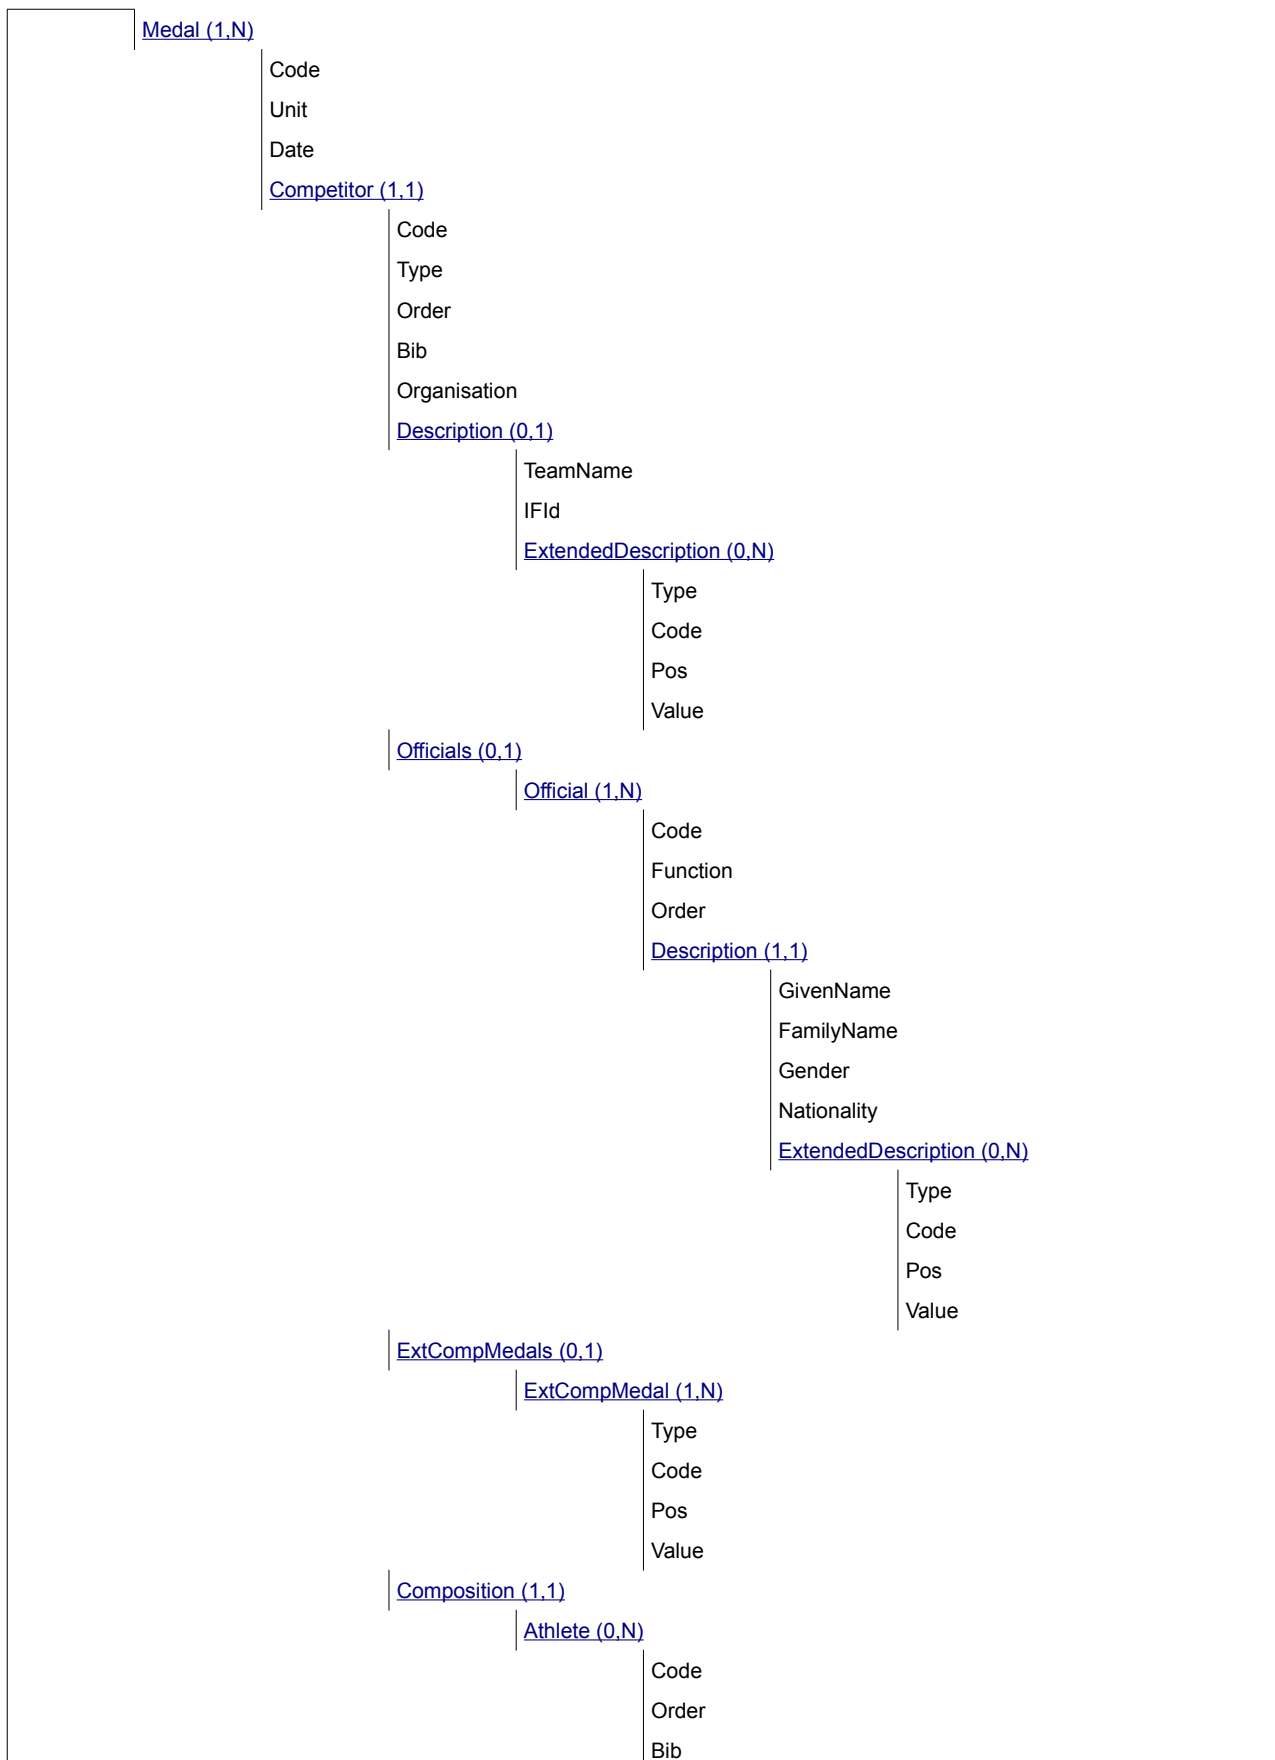 Medal (1,N)
Code
Unit
Date
Competitor (1,1)
Code
Type
Order
Bib
Organisation
Description (0,1)
TeamName
IFId
ExtendedDescription (0,N)
Type
Code
Pos
Value
Officials (0,1)
Official (1,N)
Code
Function
Order
Description (1,1)
GivenName
FamilyName
Gender
Nationality
ExtendedDescription (0,N)
Type
Code
Pos
Value
ExtCompMedals (0,1)
ExtCompMedal (1,N)
Type
Code
Pos
Value
Composition (1,1)
Athlete (0,N)
Code
Order
Bib